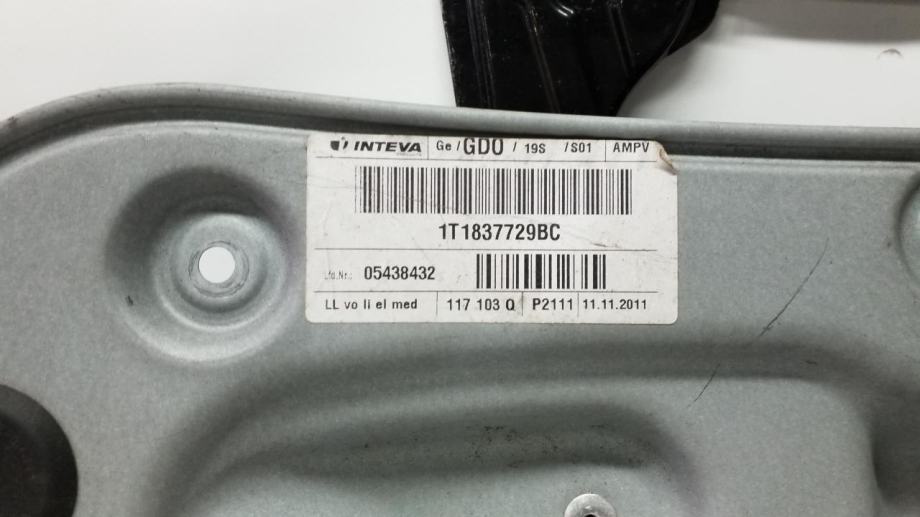 INTEVA Ge/GDO/ 19S /S01 AMPV
1T1837729BC
Lfd.Nr.: 05438432
LL vo li el med 117 103 Q P2111 11.11.2011